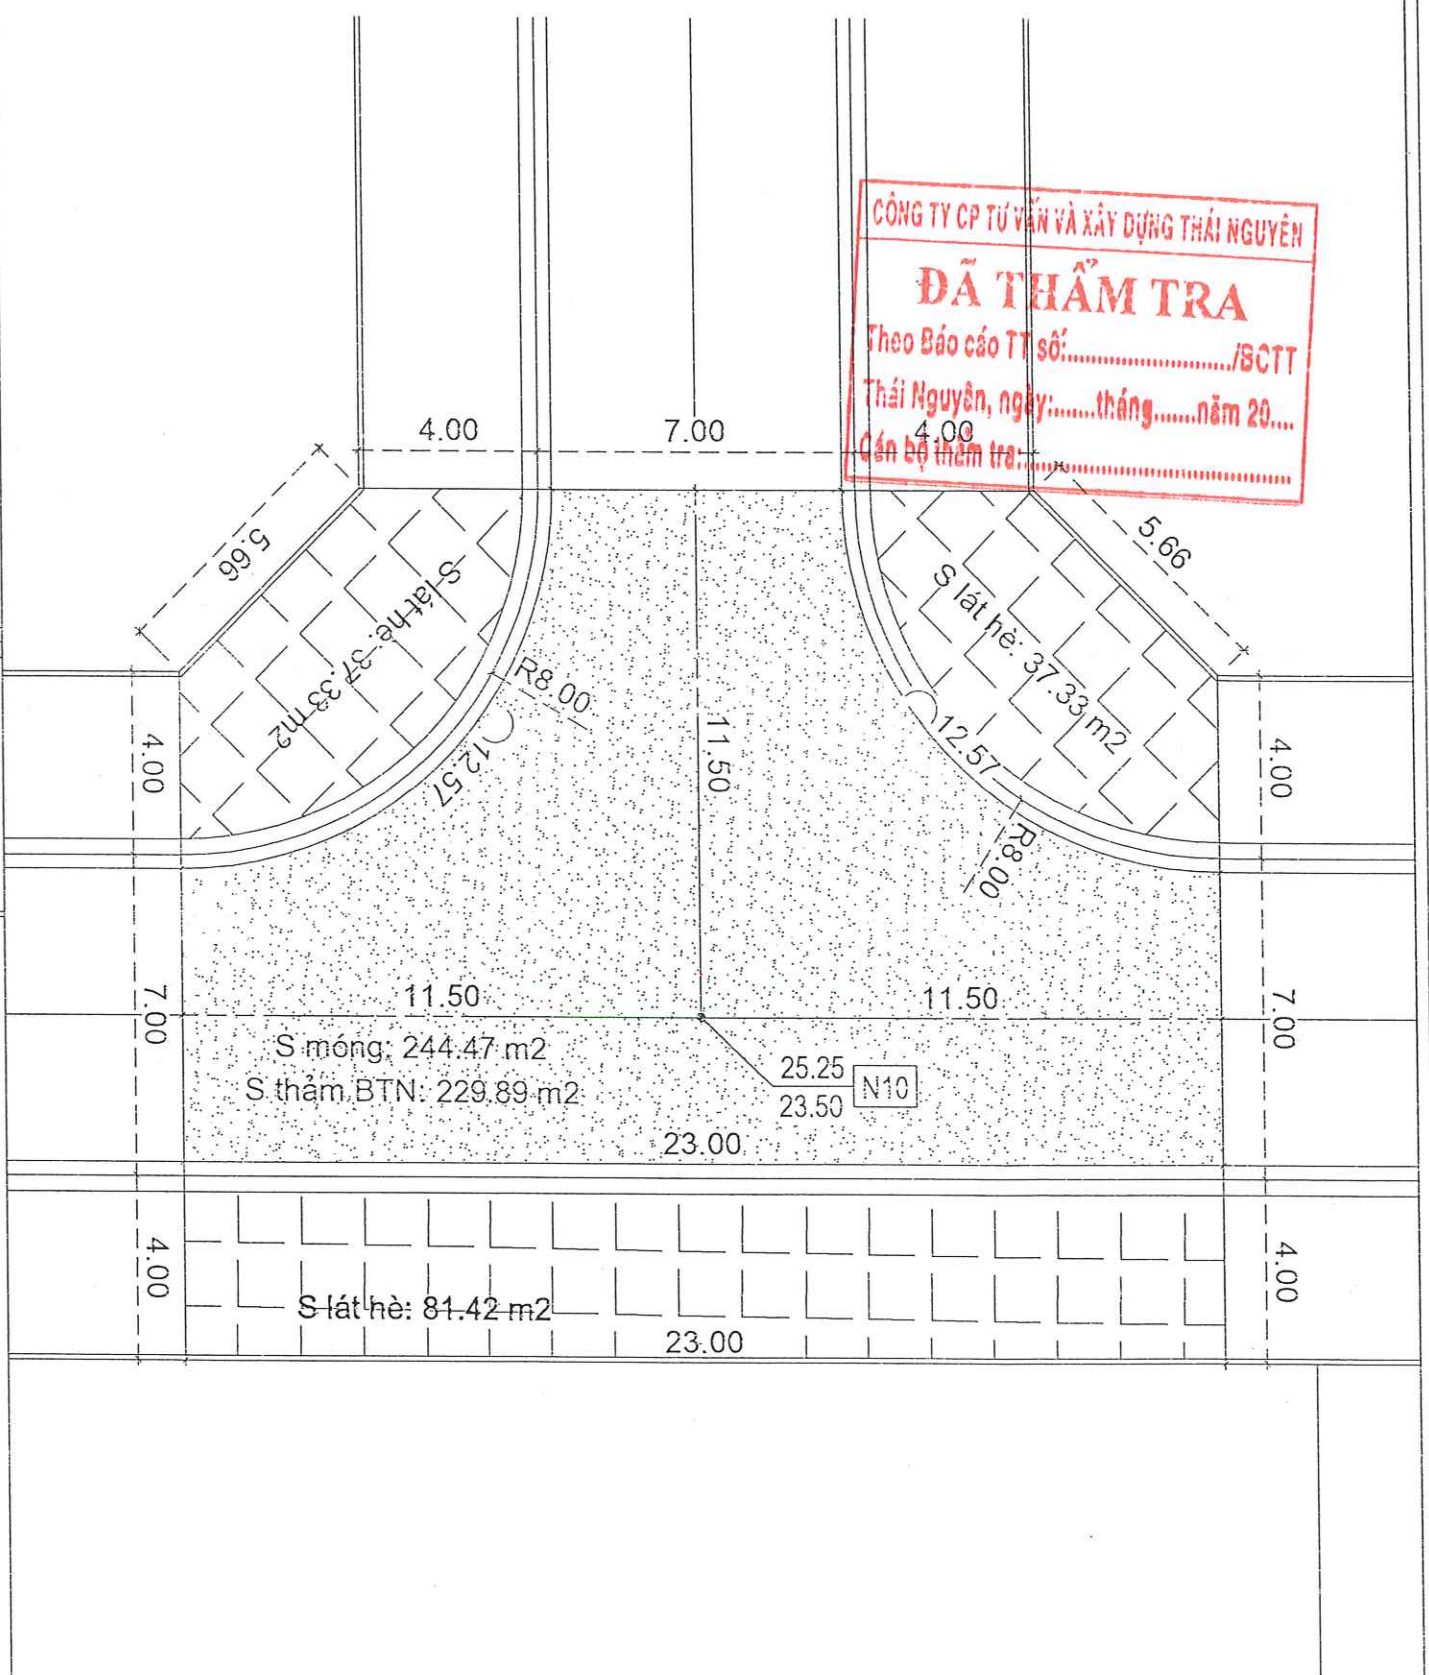 CÔNG TY CP TƯ VẤN VÀ XÂY DỰNG THÁI NGUYÊN
ĐÃ THẨM TRA
Theo Báo cáo TT số:............................/BCTT
Thái Nguyên, ngày:.......tháng.......năm 20....
Cán bộ thẩm tra:..............................................
4.00
7.00
4.00
5.66
5.66
S lát hè: 37.33 m2
S lát hè: 37.33 m2
R8.00
12.57
12.57
R8.00
11.50
4.00
4.00
11.50
11.50
7.00
7.00
S móng: 244.47 m2
S thảm BTN: 229.89 m2
25.25
23.50
N10
23.00
4.00
4.00
S lát hè: 81.42 m2
23.00